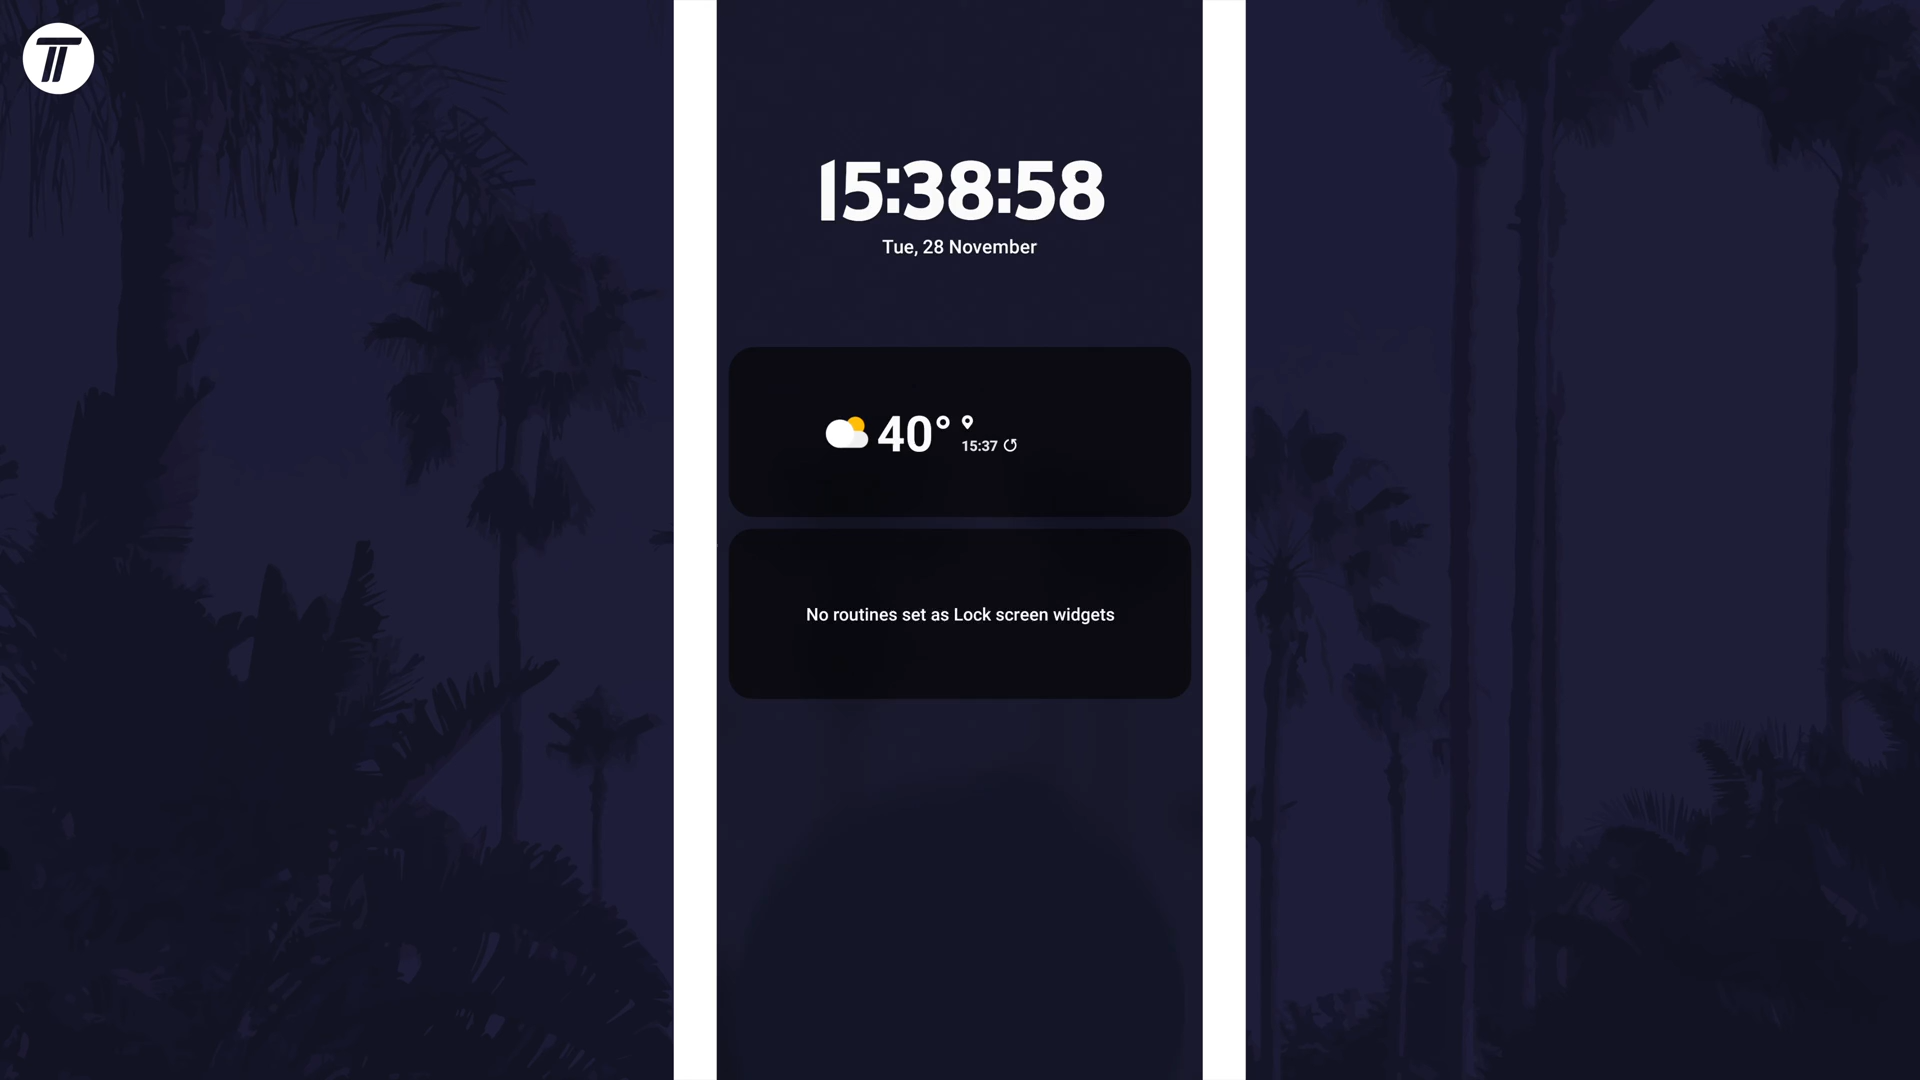 15:38:58
Tue, 28 November
40°
15:37
No routines set as Lock screen widgets